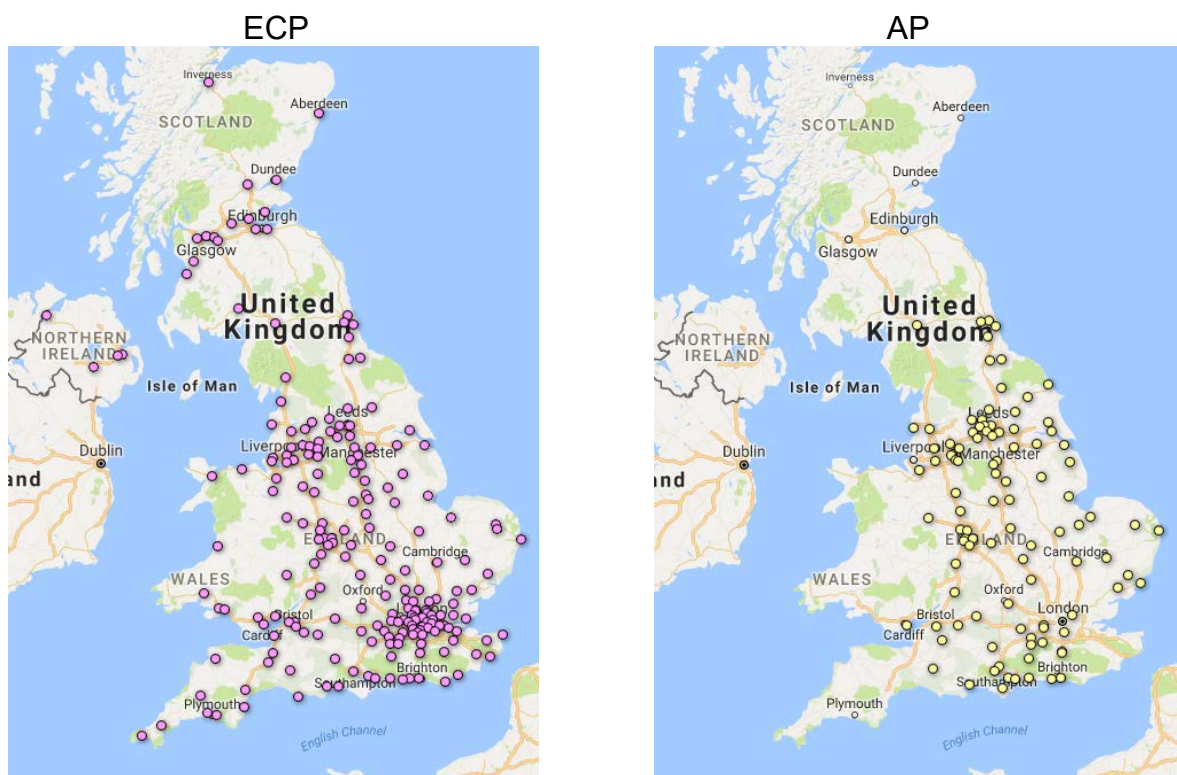 ECP
AP
Inverness
Aberdeen
SCOTLAND
Dundee
Edinburgh
Glasgow
United
Kingdom
NORTHERN
IRELAND
Isle of Man
Leeds
Dublin
Liverpool
Manchester
and
ENGLAND
Cambridge
WALES
Oxford
London
Bristol
Cardiff
Brighton
Southampton
Plymouth
English Channel
Inverness
Aberdeen
SCOTLAND
Dundee
Edinburgh
Glasgow
United
Kingdom
NORTHERN
IRELAND
Isle of Man
Leeds
Dublin
Liverpool
Manchester
and
ENGLAND
Cambridge
WALES
Oxford
London
Bristol
Cardiff
Brighton
Southampton
Plymouth
English Channel